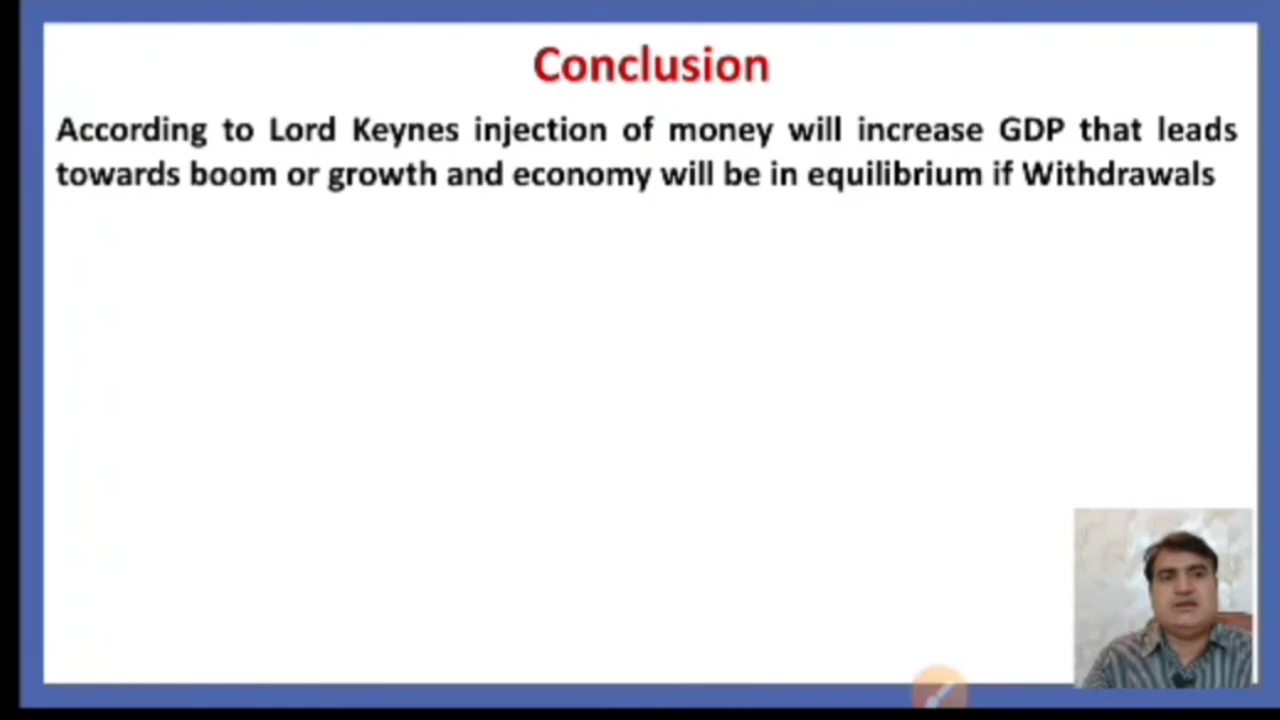 Conclusion
According to Lord Keynes injection of money will increase GDP that leads
towards boom or growth and economy will be in equilibrium if Withdrawals